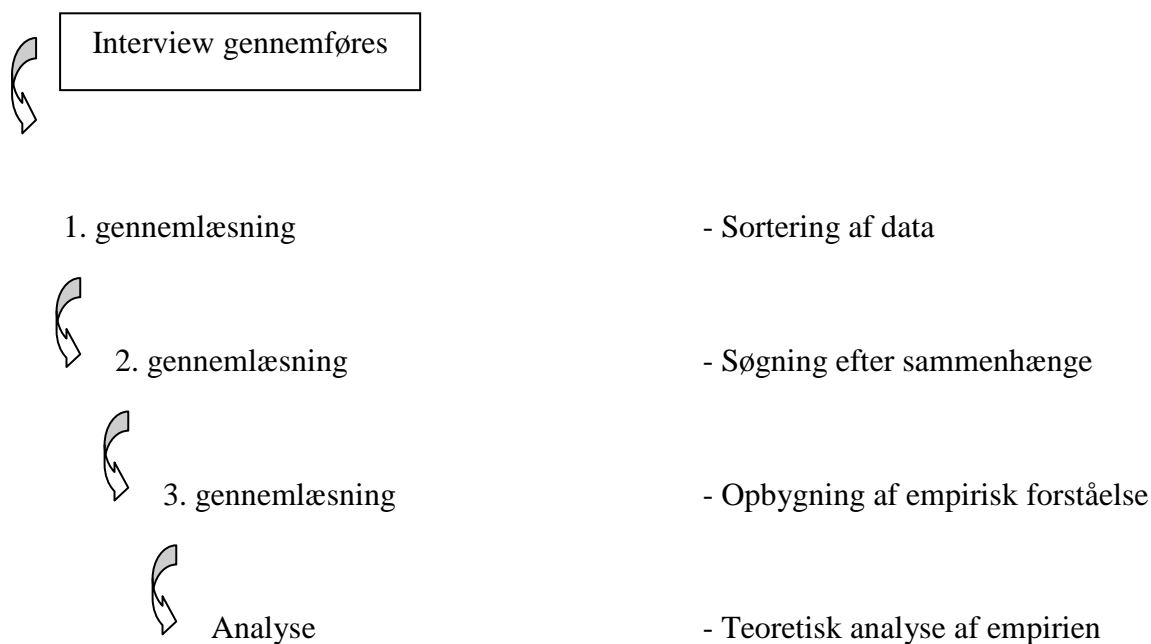 Interview gennemføres
1. gennemlæsning - Sortering af data
2. gennemlæsning - Søgning efter sammenhænge
3. gennemlæsning - Opbygning af empirisk forståelse
Analyse - Teoretisk analyse af empirien